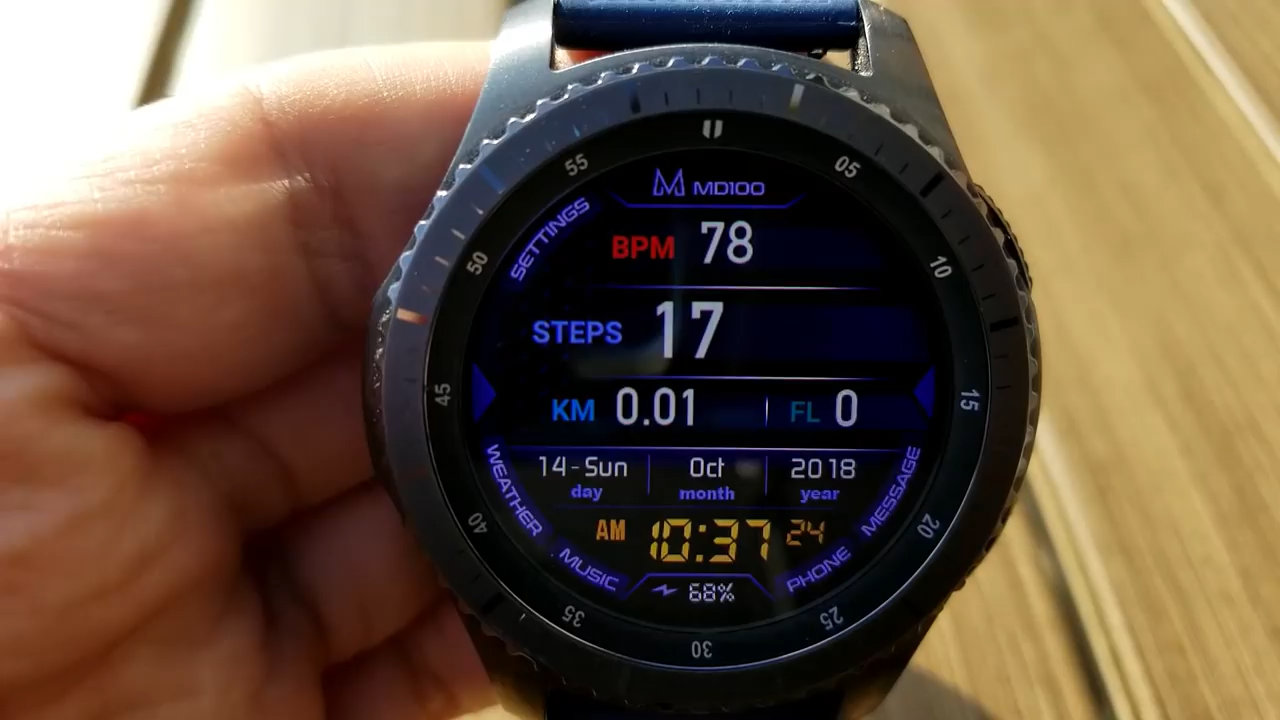 MD100
SETTINGS
BPM 78
STEPS 17
KM 0.01 FL 0
14-Sun Oct 2018
day month year
AM 10:37 24
68%
WEATHER
MUSIC
PHONE
MESSAGE
05
10
15
20
25
30
35
40
45
50
55